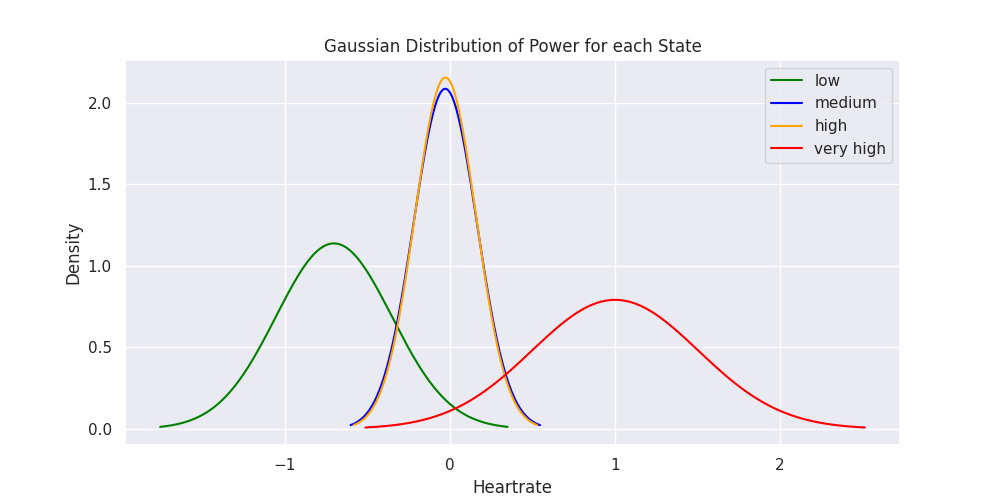 Gaussian Distribution of Power for each State
low
medium
high
very high
Density
2.0
1.5
1.0
0.5
0.0
−1
0
1
2
Heartrate